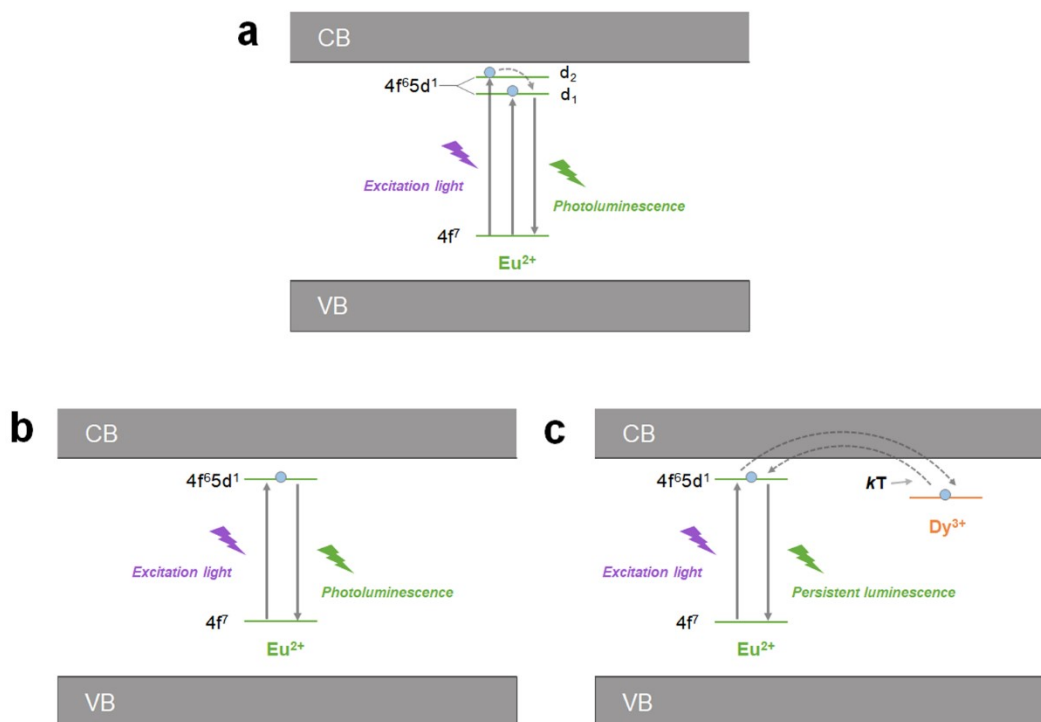 a
CB
4f⁶5d¹
d₂
d₁
Excitation light
Photoluminescence
4f⁷
Eu²⁺
VB
b
CB
4f⁶5d¹
Excitation light
Photoluminescence
4f⁷
Eu²⁺
VB
c
CB
4f⁶5d¹
kT
Dy³⁺
Excitation light
Persistent luminescence
4f⁷
Eu²⁺
VB